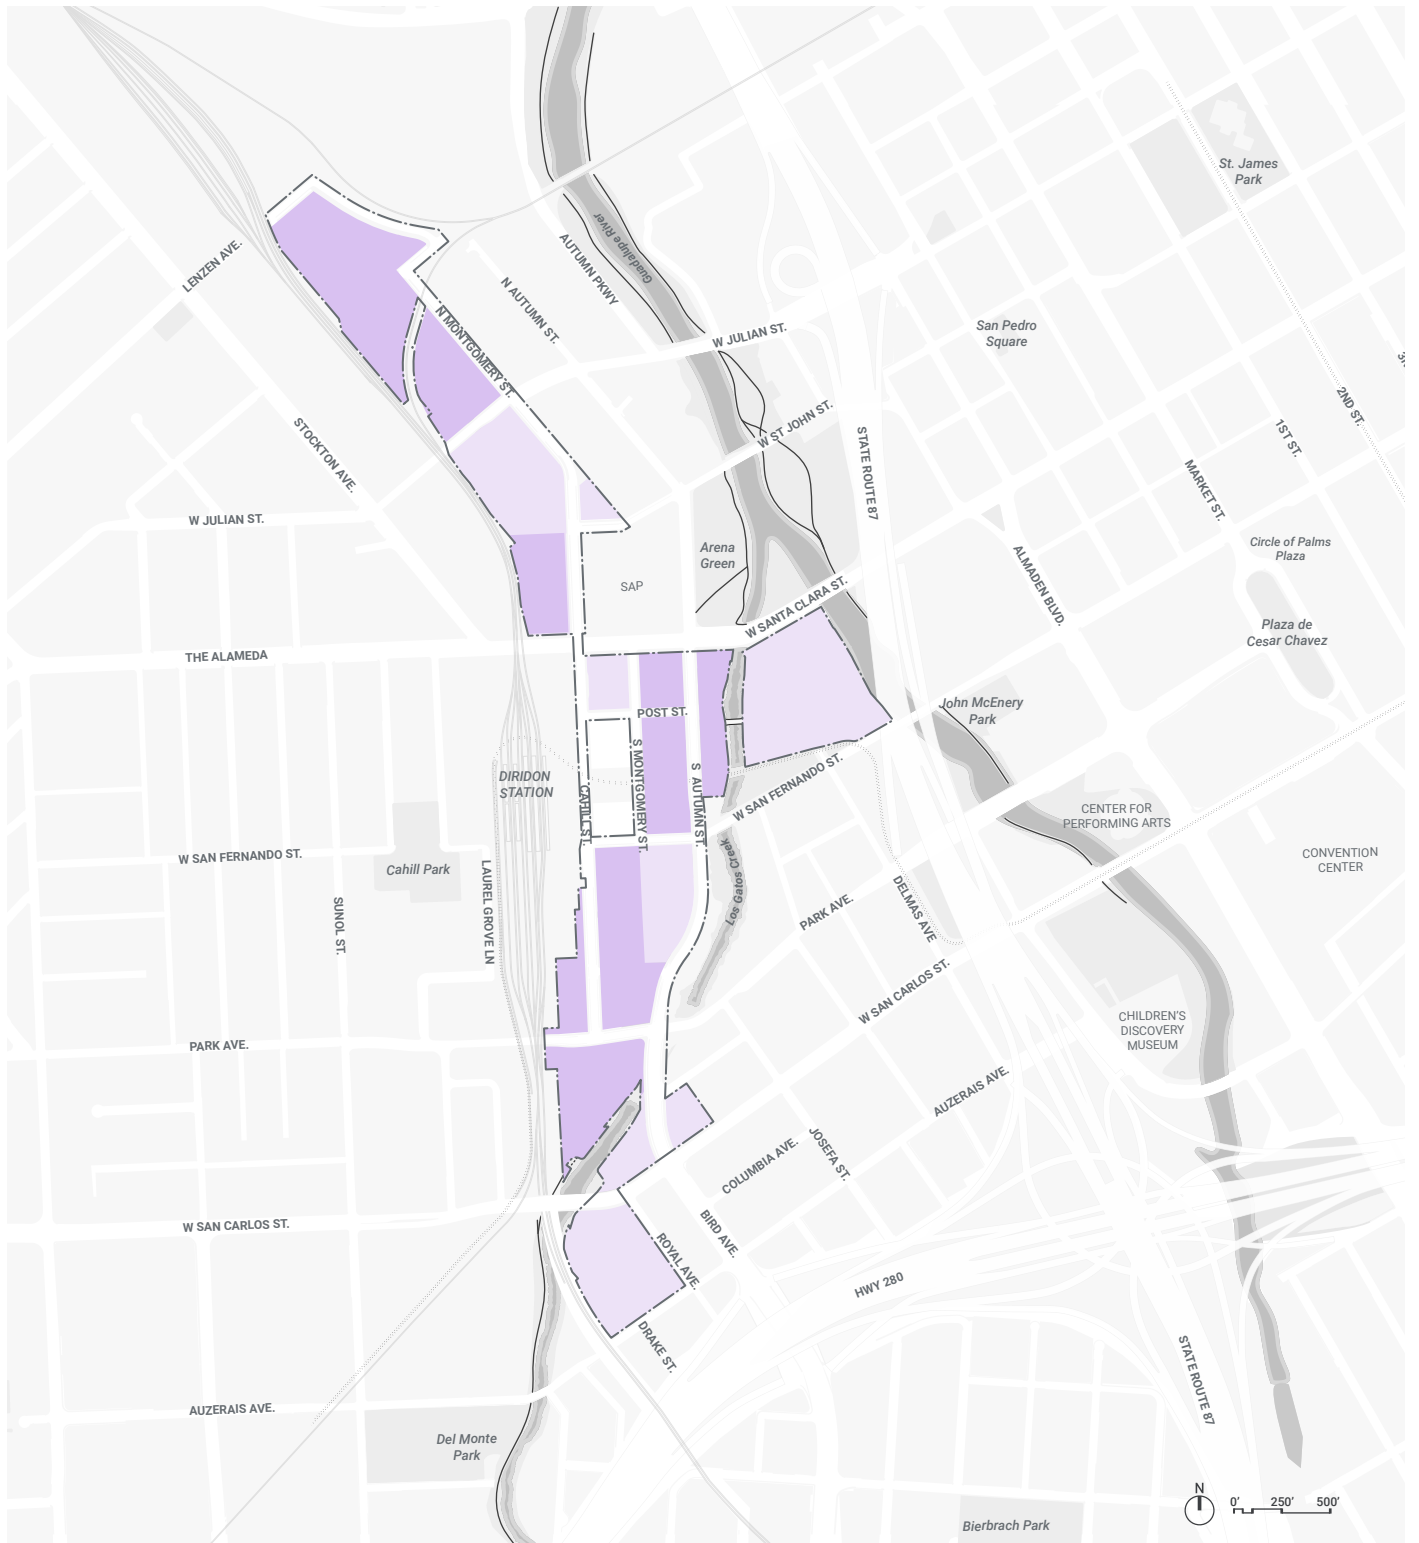 St. James
Park
Guadalupe River
AUTUMN PKWY
LENZEN AVE.
N AUTUMN ST.
N MONTGOMERY ST.
W JULIAN ST.
San Pedro
Square
2ND ST.
1ST ST.
W ST JOHN ST.
STATE ROUTE 87
STOCKTON AVE.
MARKET ST.
W JULIAN ST.
Arena
Green
Circle of Palms
Plaza
ALMADEN BLVD.
SAP
W SANTA CLARA ST.
Plaza de
Cesar Chavez
THE ALAMEDA
John McEnery
Park
POST ST.
S MONTGOMERY ST.
S AUTUMN ST.
CAHILL ST.
DIRIDON
STATION
W SAN FERNANDO ST.
CENTER FOR
PERFORMING ARTS
CONVENTION
CENTER
W SAN FERNANDO ST.
Cahill Park
Los Gatos Creek
LAUREL GROVE LN
SUNOL ST.
PARK AVE.
DELMAS AVE
W SAN CARLOS ST.
CHILDREN'S
DISCOVERY
MUSEUM
PARK AVE.
AUZERAIS AVE.
COLUMBIA AVE.
JOSEFA ST.
W SAN CARLOS ST.
BIRD AVE.
ROYAL AVE.
HWY 280
DRAKE ST.
STATE ROUTE 87
AUZERAIS AVE.
Del Monte
Park
Bierbrach Park
N
0' 250' 500'